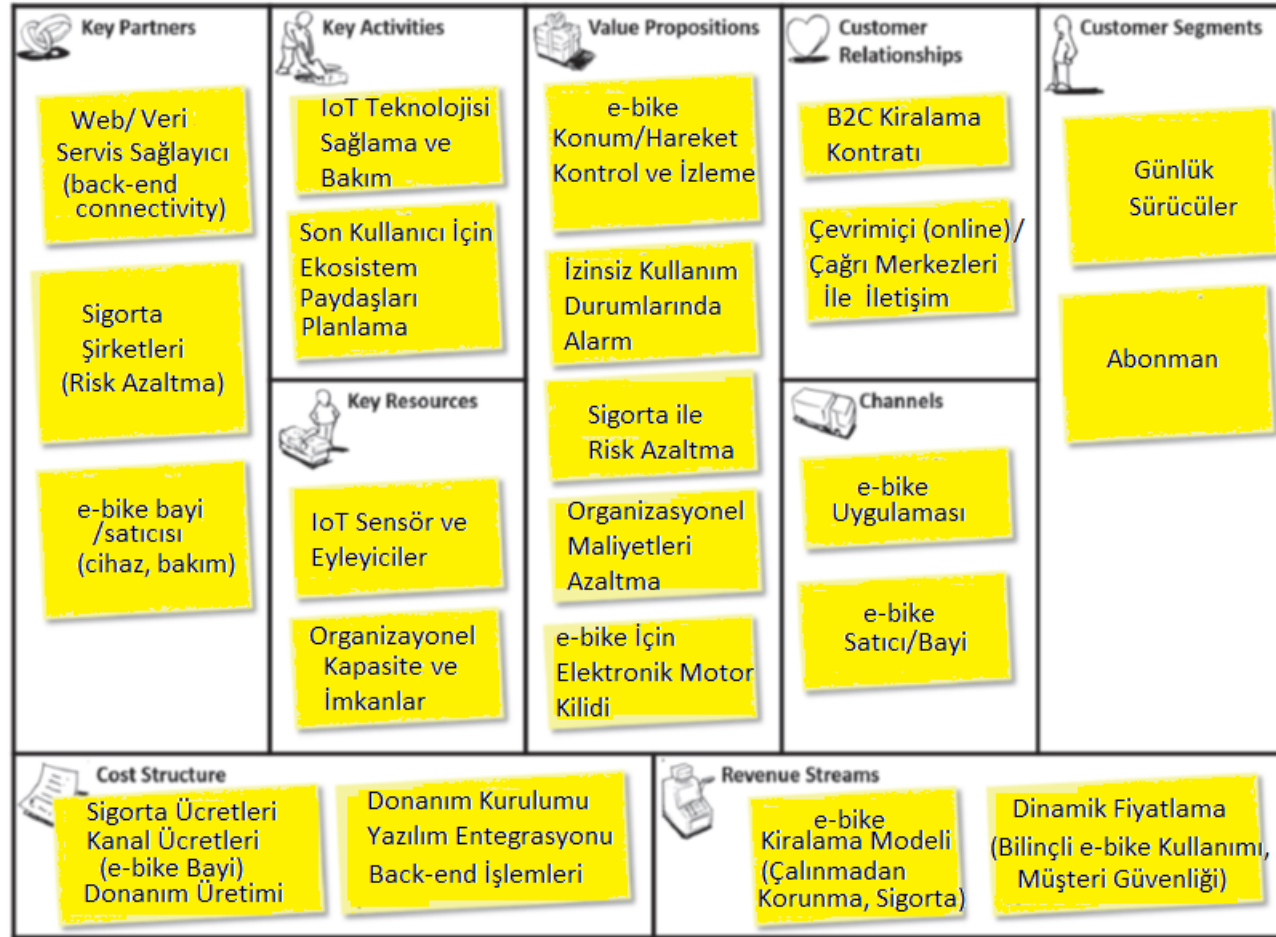 Key Partners
Web/ Veri
Servis Sağlayıcı
(back-end
connectivity)
Sigorta
Şirketleri
(Risk Azaltma)
e-bike bayi
/satıcısı
(cihaz, bakım)
Key Activities
IoT Teknolojisi
Sağlama ve
Bakım
Son Kullanıcı İçin
Ekosistem
Paydaşları
Planlama
Key Resources
IoT Sensör ve
Eyleyiciler
Organizayonel
Kapasite ve
İmkanlar
Value Propositions
e-bike
Konum/Hareket
Kontrol ve İzleme
İzinsiz Kullanım
Durumlarında
Alarm
Sigorta ile
Risk Azaltma
Organizasyonel
Maliyetleri
Azaltma
e-bike İçin
Elektronik Motor
Kilidi
Customer
Relationships
B2C Kiralama
Kontratı
Çevrimiçi (online)/
Çağrı Merkezleri
İle İletişim
Channels
e-bike
Uygulaması
e-bike
Satıcı/Bayi
Customer Segments
Günlük
Sürücüler
Abonman
Cost Structure
Sigorta Ücretleri
Kanal Ücretleri
(e-bike Bayi)
Donanım Üretimi
Donanım Kurulumu
Yazılım Entegrasyonu
Back-end İşlemleri
Revenue Streams
e-bike
Kiralama Modeli
(Çalınmadan
Korunma, Sigorta)
Dinamik Fiyatlama
(Bilinçli e-bike Kullanımı,
Müşteri Güvenliği)